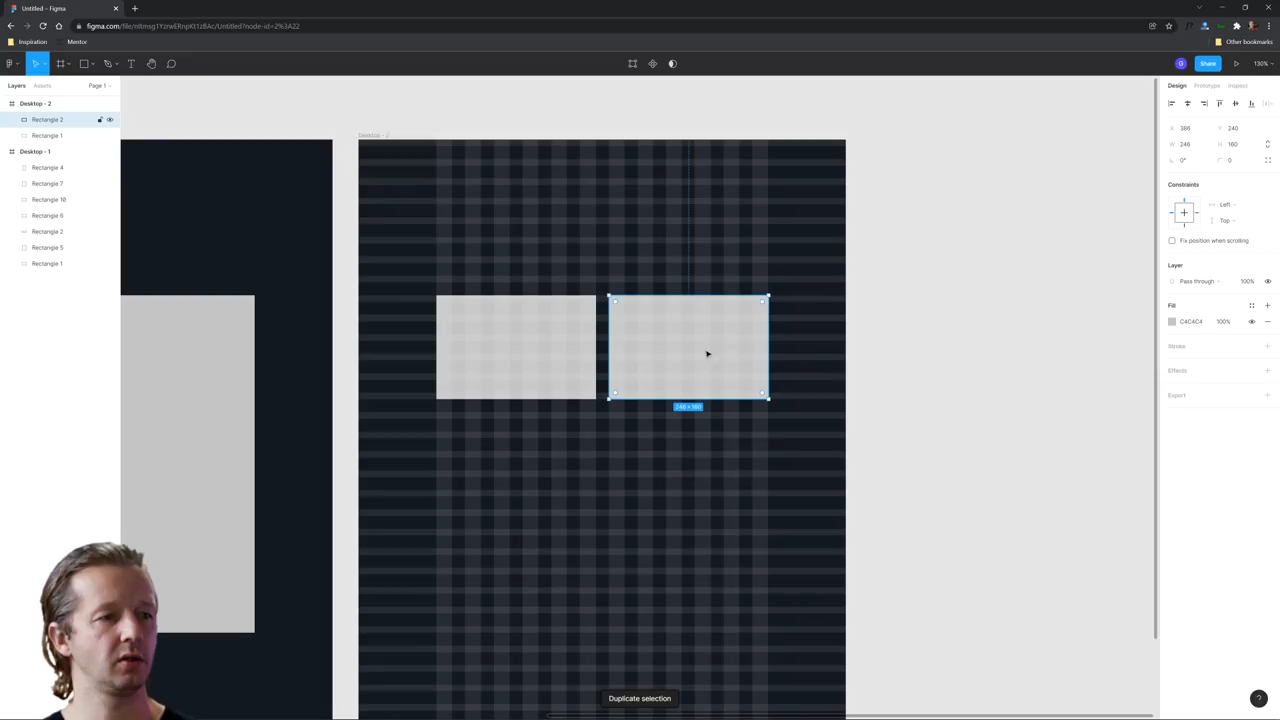 Untitled – Figma
figma.com/file/nItmsg1YzrwERnpKt1zBAc/Untitled?node-id=2%3A22
Inspiration
Mentor
Other bookmarks
G
Share
130%
Layers
Assets
Page 1
Design
Prototype
Inspect
Desktop - 2
Rectangle 2
Rectangle 1
Desktop - 1
Rectangle 4
Rectangle 7
Rectangle 10
Rectangle 6
Rectangle 2
Rectangle 5
Rectangle 1
Desktop - 2
246 × 160
Duplicate selection
X 386 Y 240
W 246 H 160
0° 0
Constraints
Left
Top
Fix position when scrolling
Layer
Pass through 100%
Fill
C4C4C4 100%
Stroke
Effects
Export
?